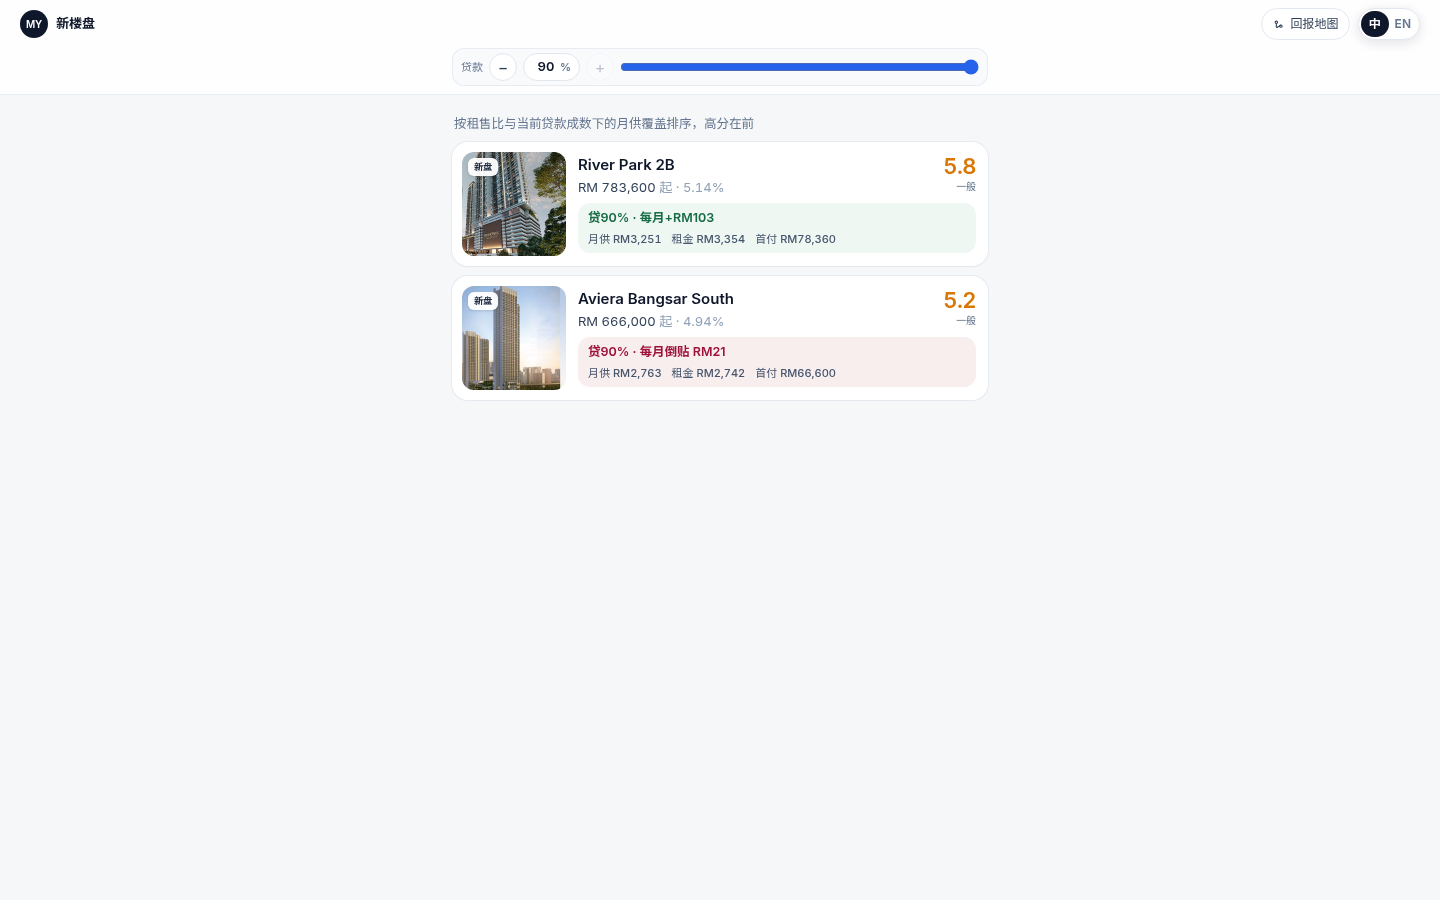 MY 新楼盘
回报地图
中 EN
贷款 − 90 % +
按租售比与当前贷款成数下的月供覆盖排序，高分在前
新盘
River Park 2B
5.8
RM 783,600 起 · 5.14%
一般
贷90% · 每月+RM103
月供 RM3,251 租金 RM3,354 首付 RM78,360
新盘
Aviera Bangsar South
5.2
RM 666,000 起 · 4.94%
一般
贷90% · 每月倒贴 RM21
月供 RM2,763 租金 RM2,742 首付 RM66,600